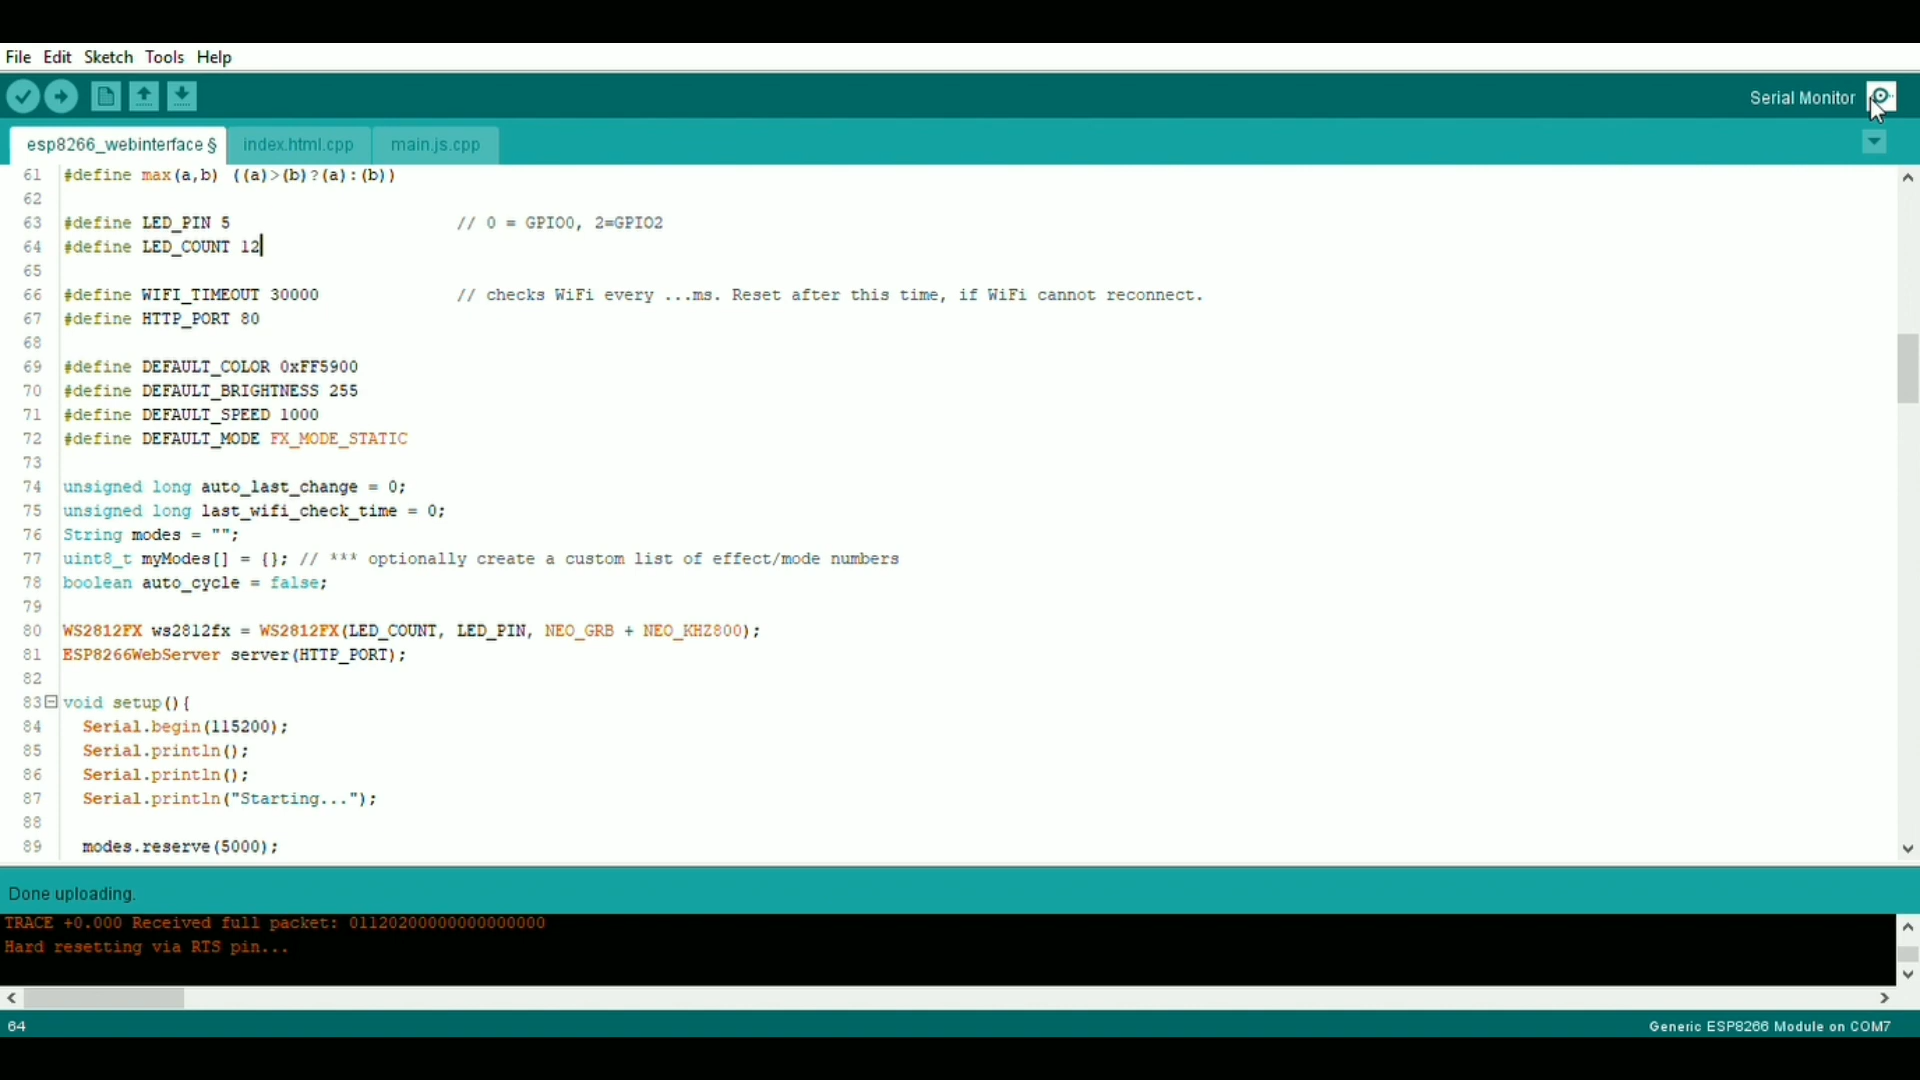 File Edit Sketch Tools Help
Serial Monitor
esp8266_webinterface § index.html.cpp main.js.cpp
61 #define max(a,b) ((a)>(b)?(a):(b))
62
63 #define LED_PIN 5 // 0 = GPIO0, 2=GPIO2
64 #define LED_COUNT 12
65
66 #define WIFI_TIMEOUT 30000 // checks WiFi every ...ms. Reset after this time, if WiFi cannot reconnect.
67 #define HTTP_PORT 80
68
69 #define DEFAULT_COLOR 0xFF5900
70 #define DEFAULT_BRIGHTNESS 255
71 #define DEFAULT_SPEED 1000
72 #define DEFAULT_MODE FX_MODE_STATIC
73
74 unsigned long auto_last_change = 0;
75 unsigned long last_wifi_check_time = 0;
76 String modes = "";
77 uint8_t myModes[] = {}; // *** optionally create a custom list of effect/mode numbers
78 boolean auto_cycle = false;
79
80 WS2812FX ws2812fx = WS2812FX(LED_COUNT, LED_PIN, NEO_GRB + NEO_KHZ800);
81 ESP8266WebServer server(HTTP_PORT);
82
83 void setup(){
84 Serial.begin(115200);
85 Serial.println();
86 Serial.println();
87 Serial.println("Starting...");
88
89 modes.reserve(5000);
Done uploading.
TRACE +0.000 Received full packet: 011202000000000000000
Hard resetting via RTS pin...
64 Generic ESP8266 Module on COM7